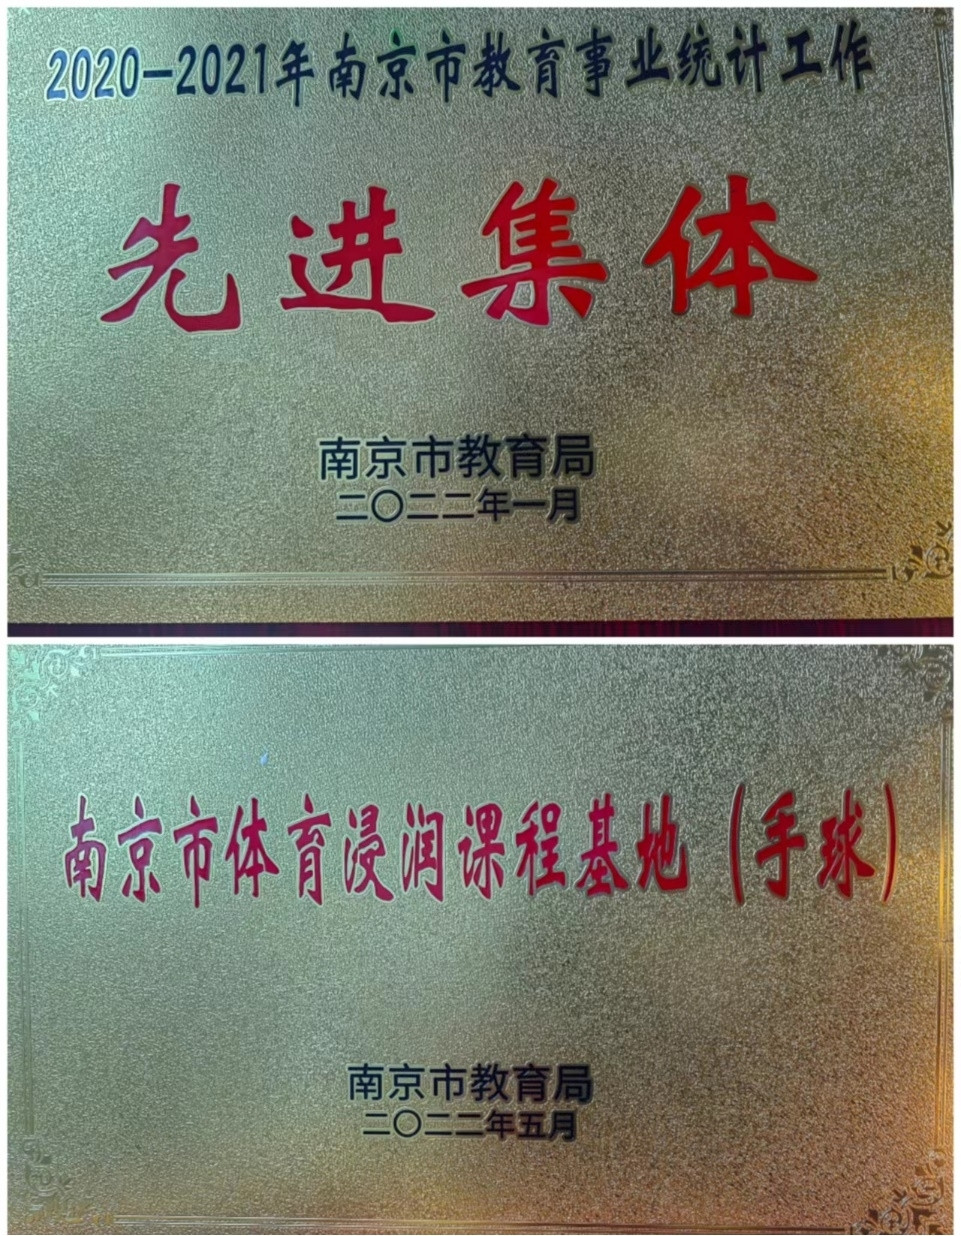 2020-2021年南京市教育事业统计工作
先进集体
南京市教育局
二〇二二年一月
南京市体育浸润课程基地(手球)
南京市教育局
二〇二二年五月